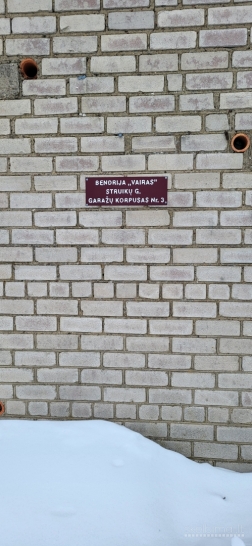 BENDRIJA „VAIRAS"
STRUIKŲ G.
GARAŽŲ KORPUSAS Nr. 3